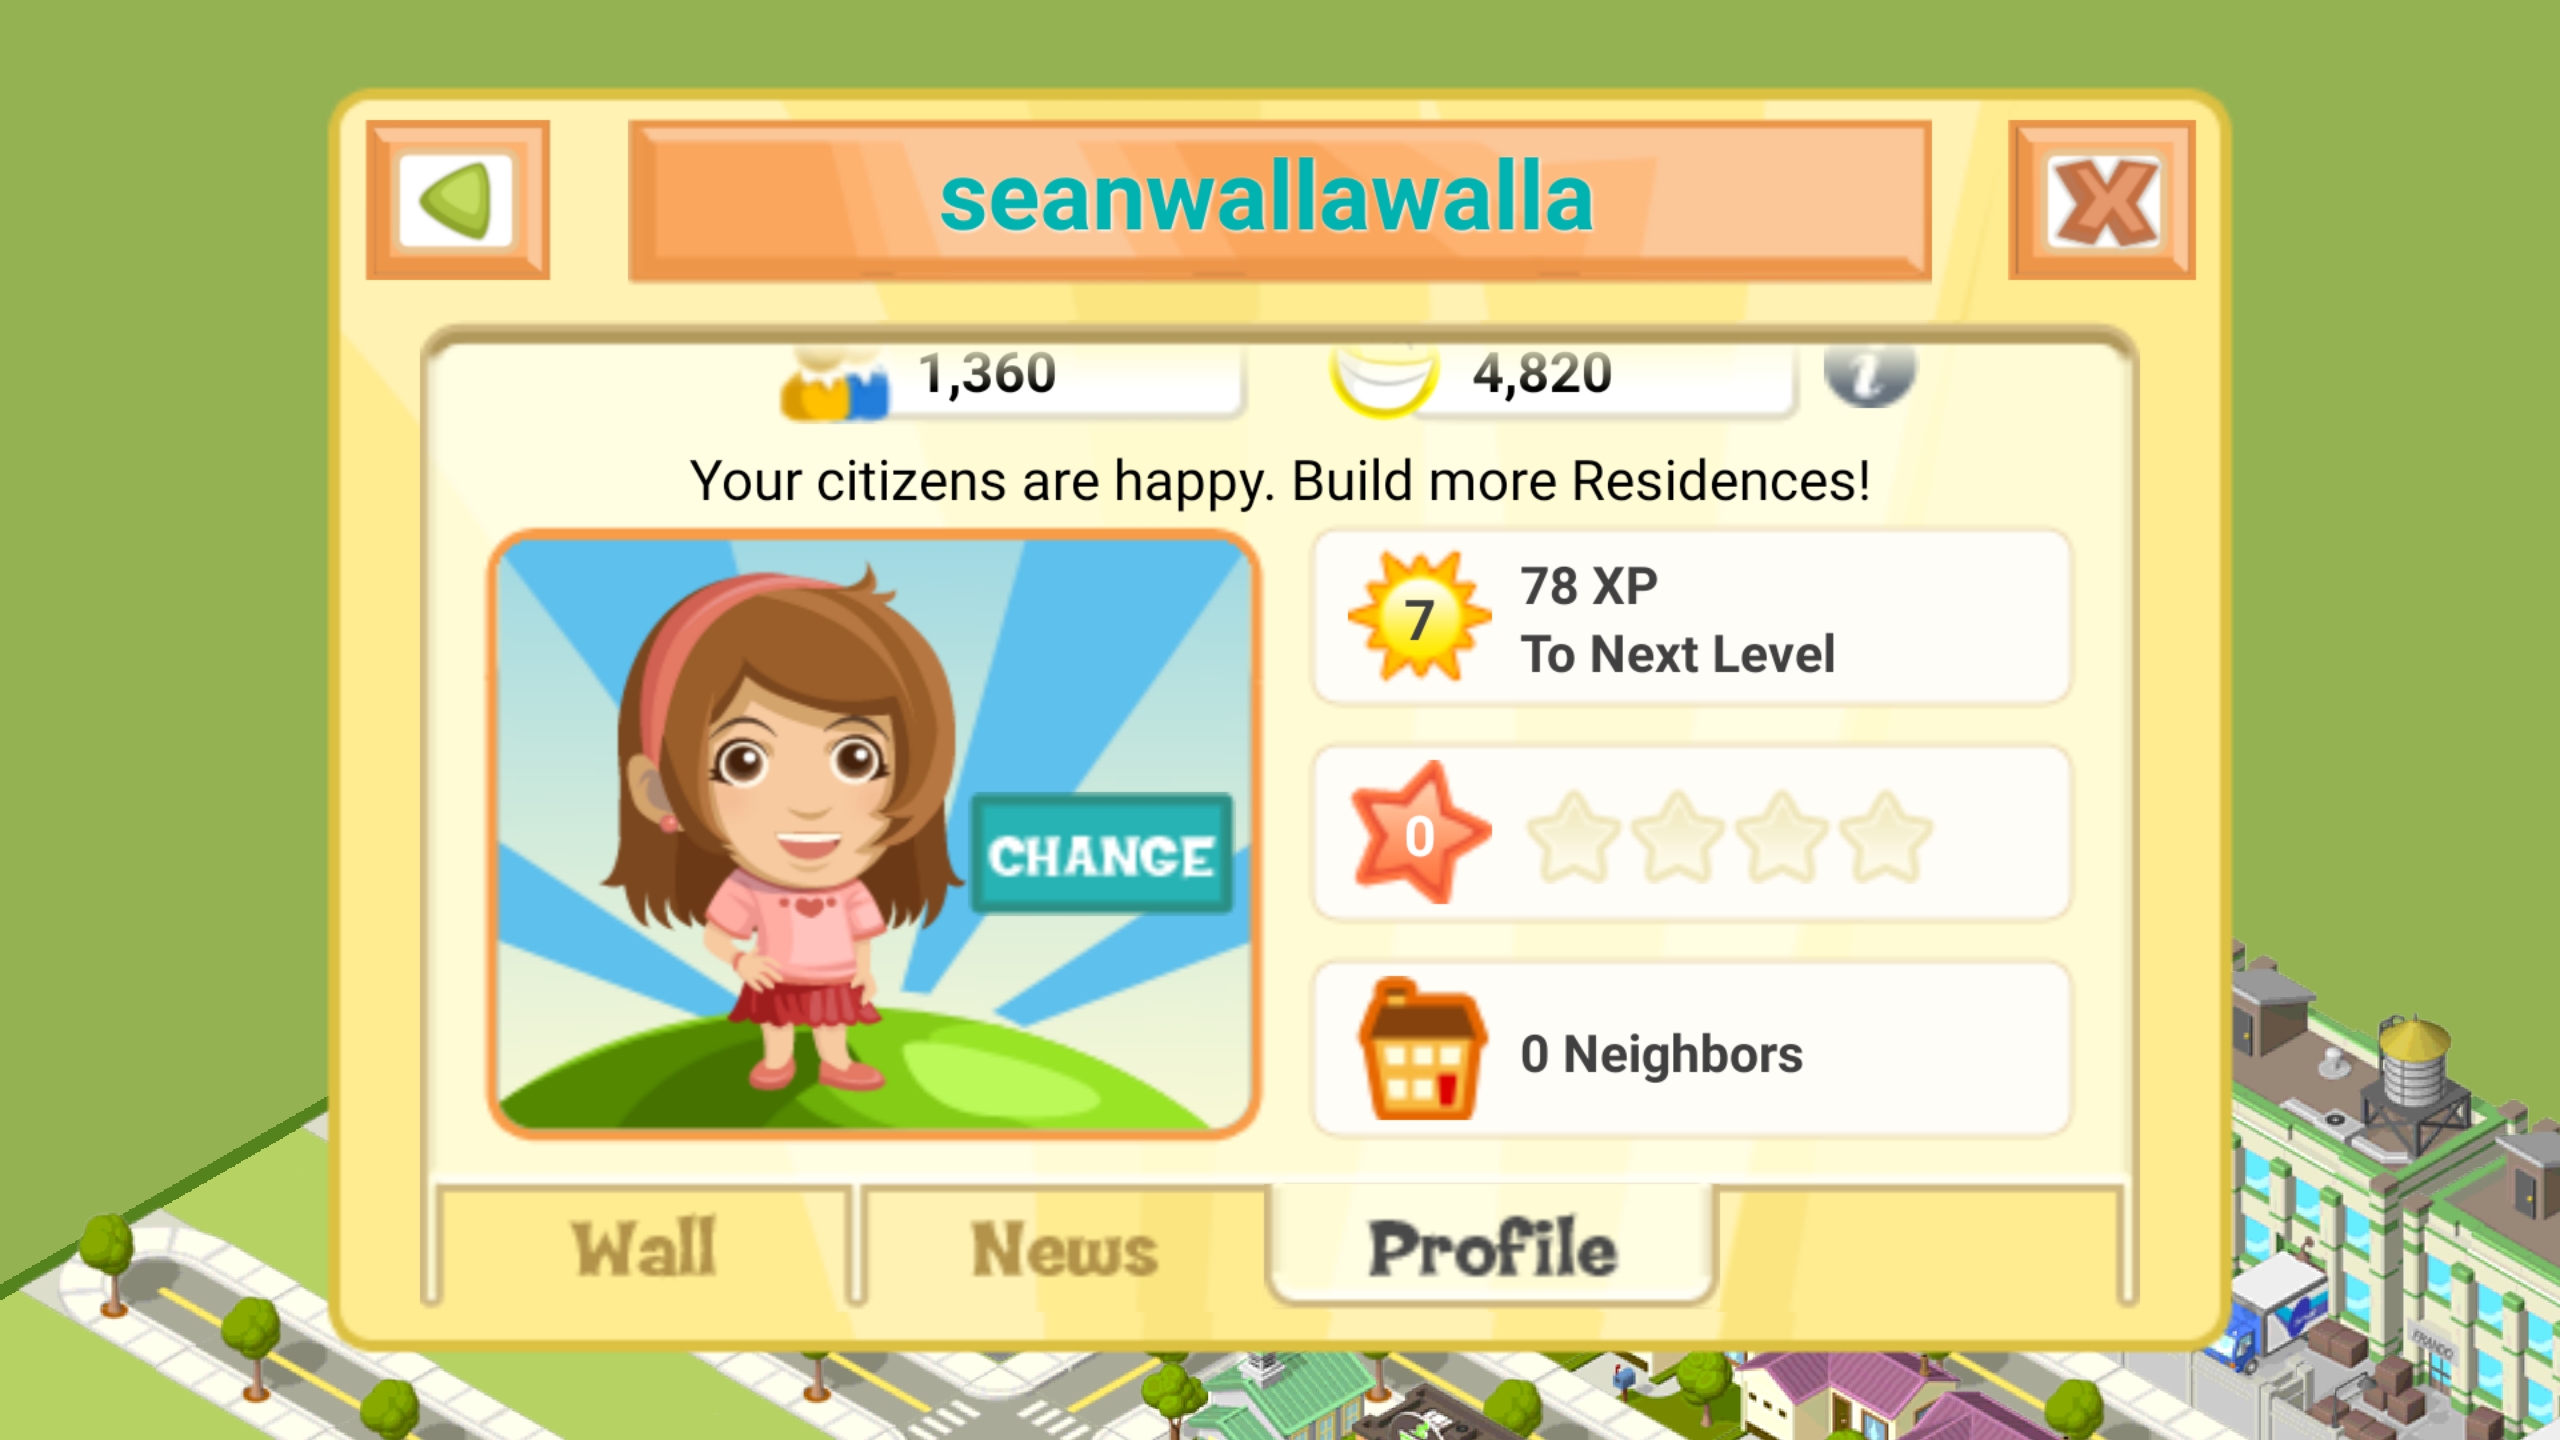 seanwallawalla
1,360
4,820
i
Your citizens are happy. Build more Residences!
7
78 XP
To Next Level
CHANGE
0
0 Neighbors
Wall
News
Profile